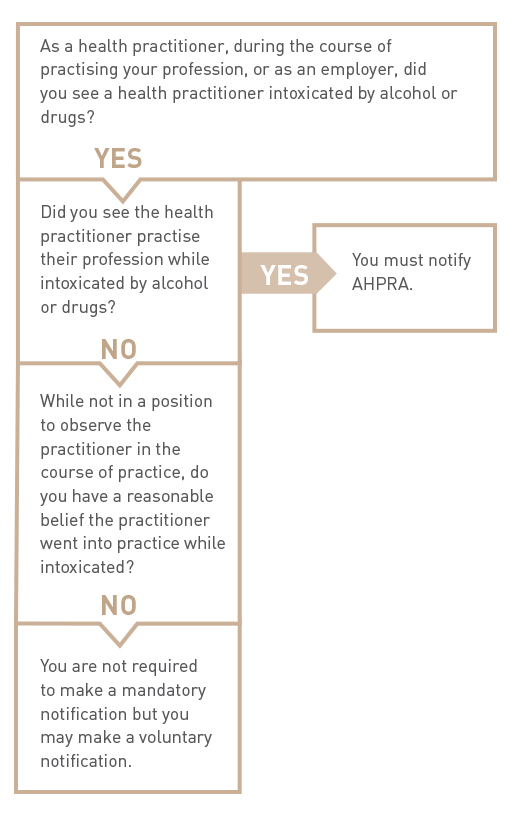 As a health practitioner, during the course of
practising your profession, or as an employer, did
you see a health practitioner intoxicated by alcohol or
drugs?
YES
Did you see the health
practitioner practise
their profession while
intoxicated by alcohol
or drugs?
YES
You must notify
AHPRA.
NO
While not in a position
to observe the
practitioner in the
course of practice, do
you have a reasonable
belief the practitioner
went into practice while
intoxicated?
NO
You are not required
to make a mandatory
notification but you
may make a voluntary
notification.